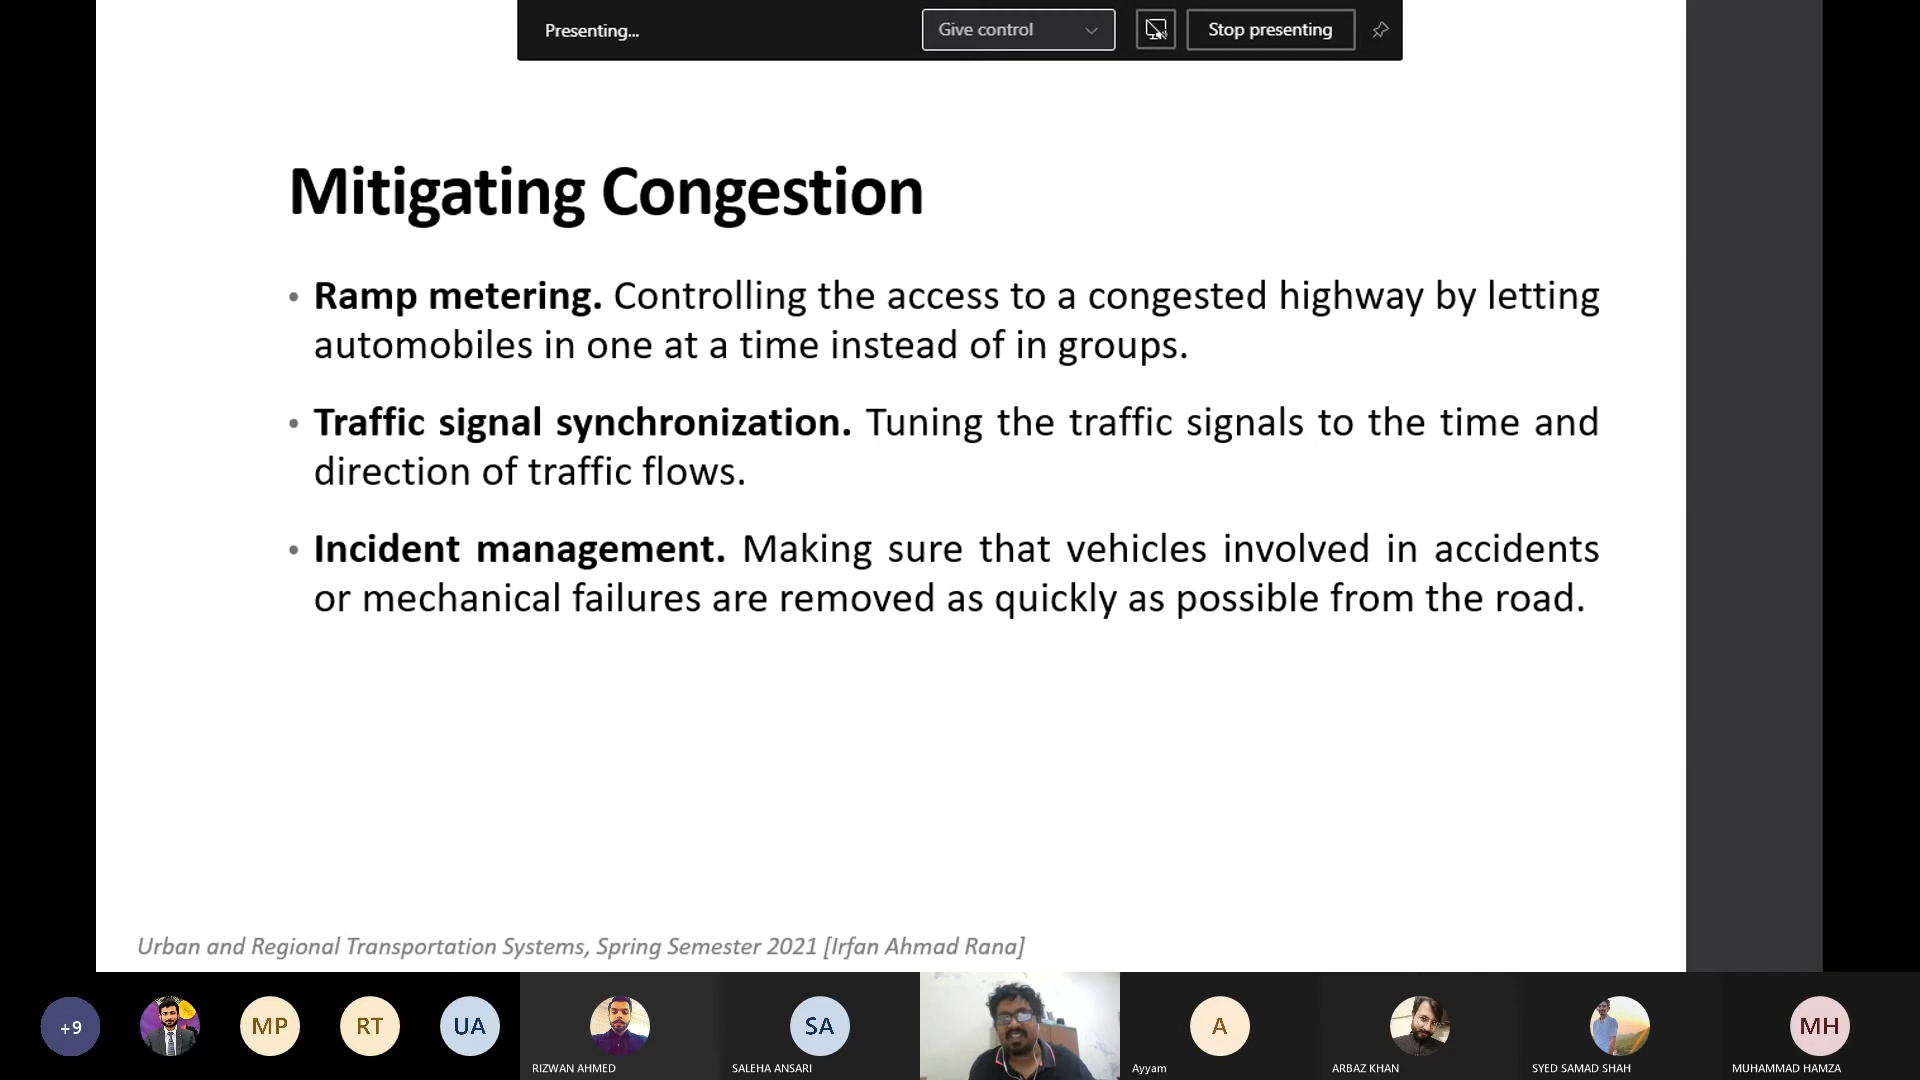 Presenting...
Give control
Stop presenting
Mitigating Congestion
• Ramp metering. Controlling the access to a congested highway by letting
automobiles in one at a time instead of in groups.
• Traffic signal synchronization. Tuning the traffic signals to the time and
direction of traffic flows.
• Incident management. Making sure that vehicles involved in accidents
or mechanical failures are removed as quickly as possible from the road.
Urban and Regional Transportation Systems, Spring Semester 2021 [Irfan Ahmad Rana]
+9
MP
RT
UA
SA
A
MH
RIZWAN AHMED
SALEHA ANSARI
Ayyam
ARBAZ KHAN
SYED SAMAD SHAH
MUHAMMAD HAMZA